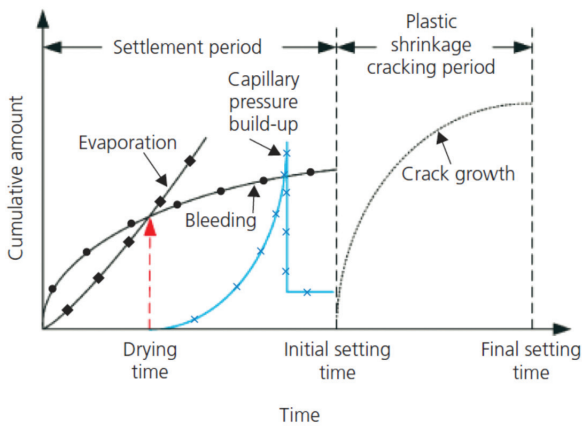 Settlement period
Plastic
shrinkage
cracking period
Capillary
pressure
build-up
Evaporation
Bleeding
Crack growth
Cumulative amount
Drying
time
Initial setting
time
Final setting
time
Time